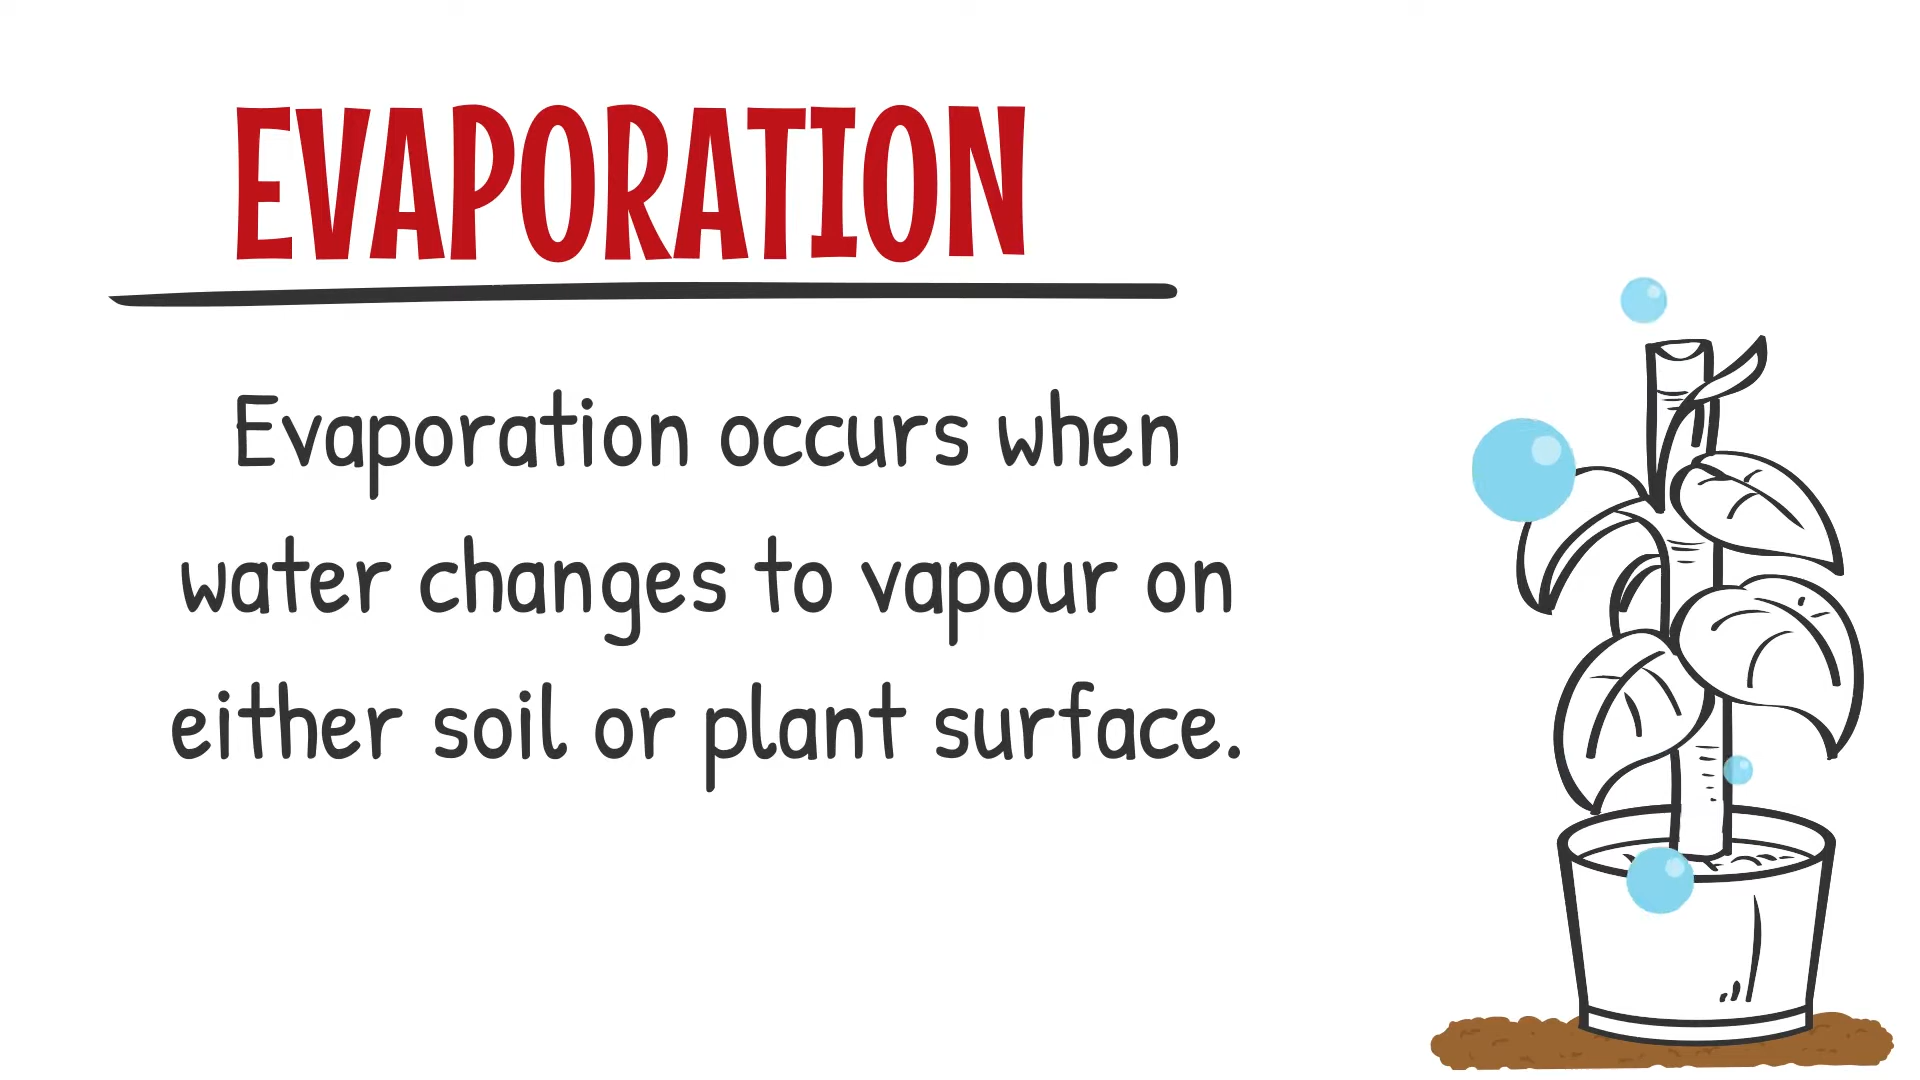 EVAPORATION
Evaporation occurs when
water changes to vapour on
either soil or plant surface.